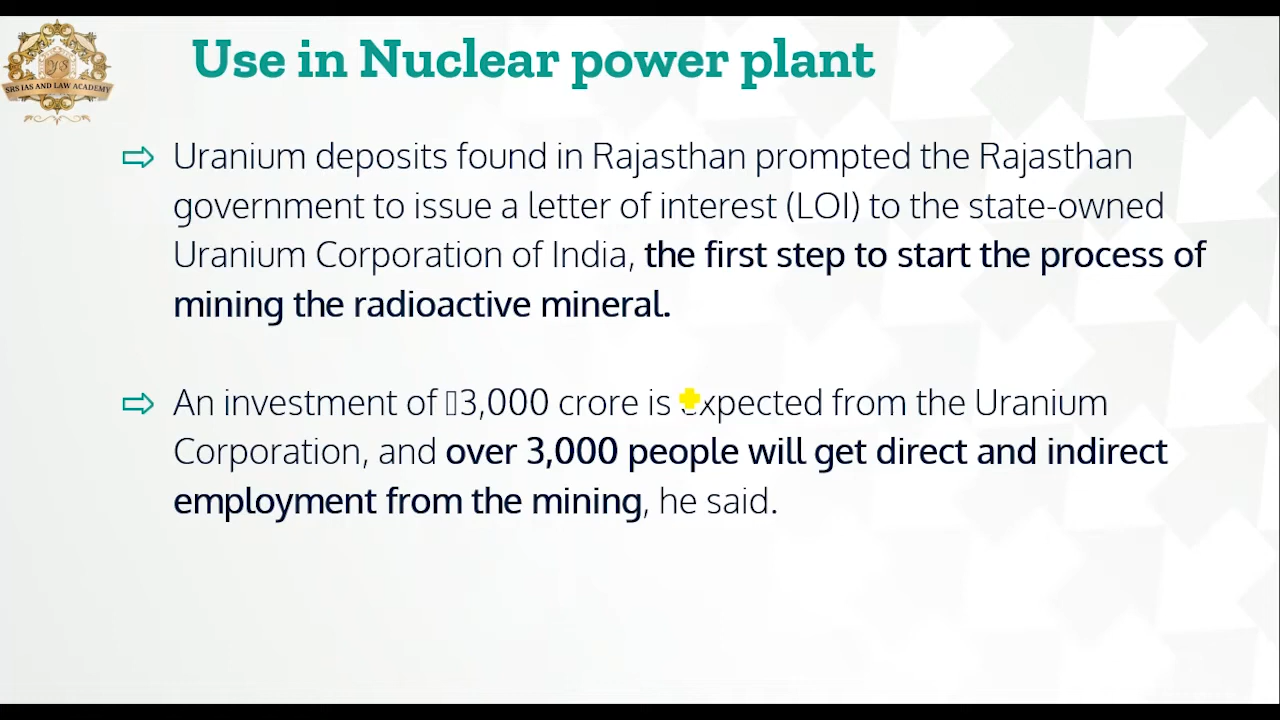 SRS IAS AND LAW ACADEMY
Use in Nuclear power plant
Uranium deposits found in Rajasthan prompted the Rajasthan
government to issue a letter of interest (LOI) to the state-owned
Uranium Corporation of India, the first step to start the process of
mining the radioactive mineral.
An investment of 3,000 crore is expected from the Uranium
Corporation, and over 3,000 people will get direct and indirect
employment from the mining, he said.